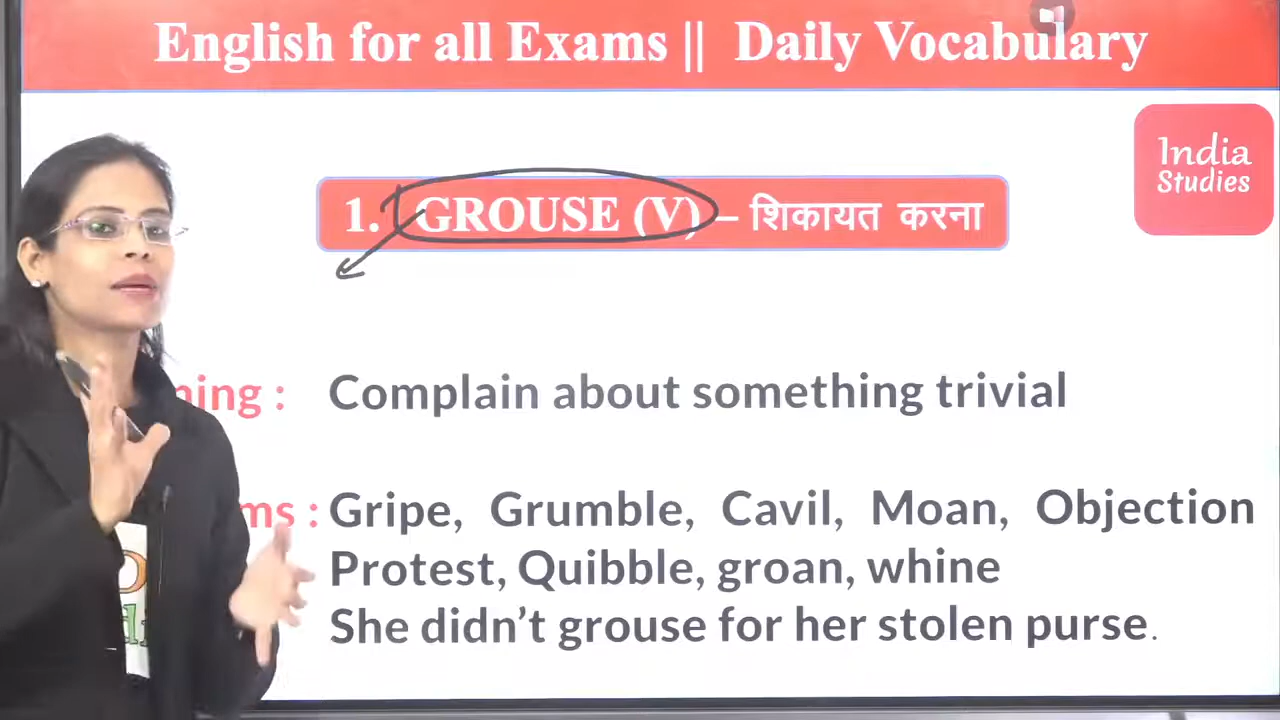 English for all Exams || Daily Vocabulary
India
Studies
1. GROUSE (V) – शिकायत करना
Complain about something trivial
Gripe, Grumble, Cavil, Moan, Objection
Protest, Quibble, groan, whine
She didn't grouse for her stolen purse.